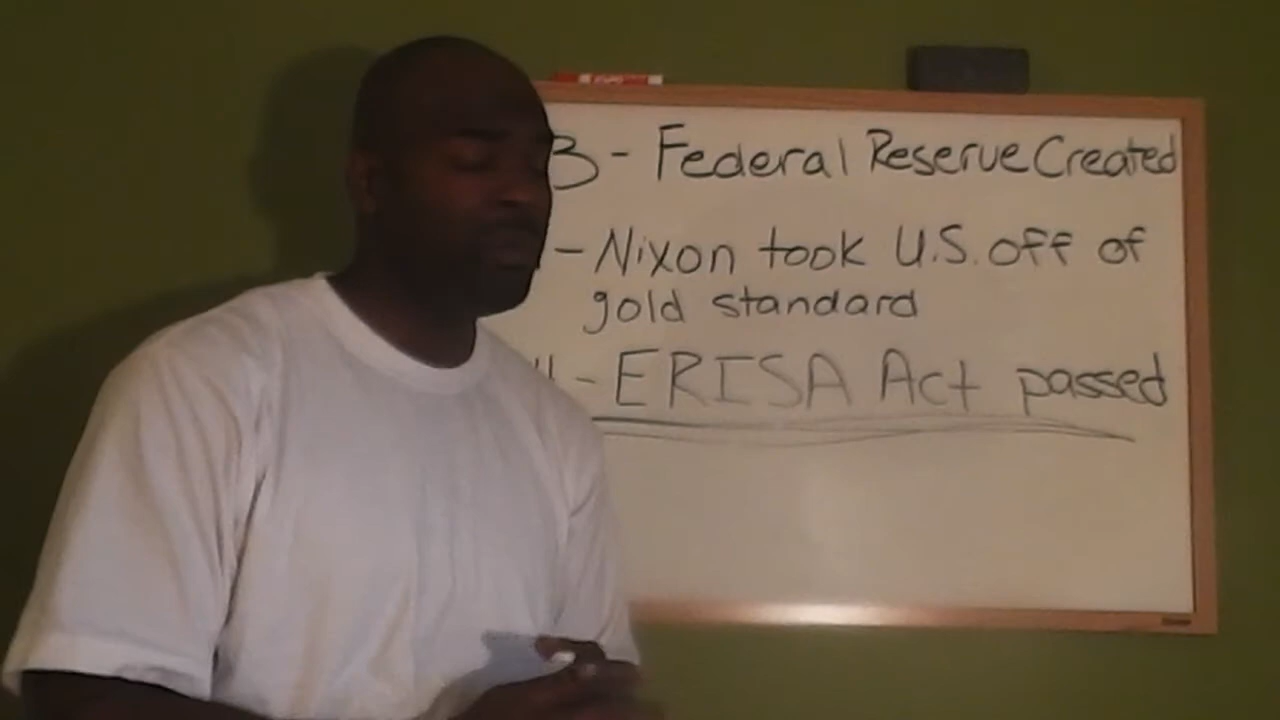 3 - Federal Reserve Created
- Nixon took U.S. off of
gold standard
- ERISA Act passed